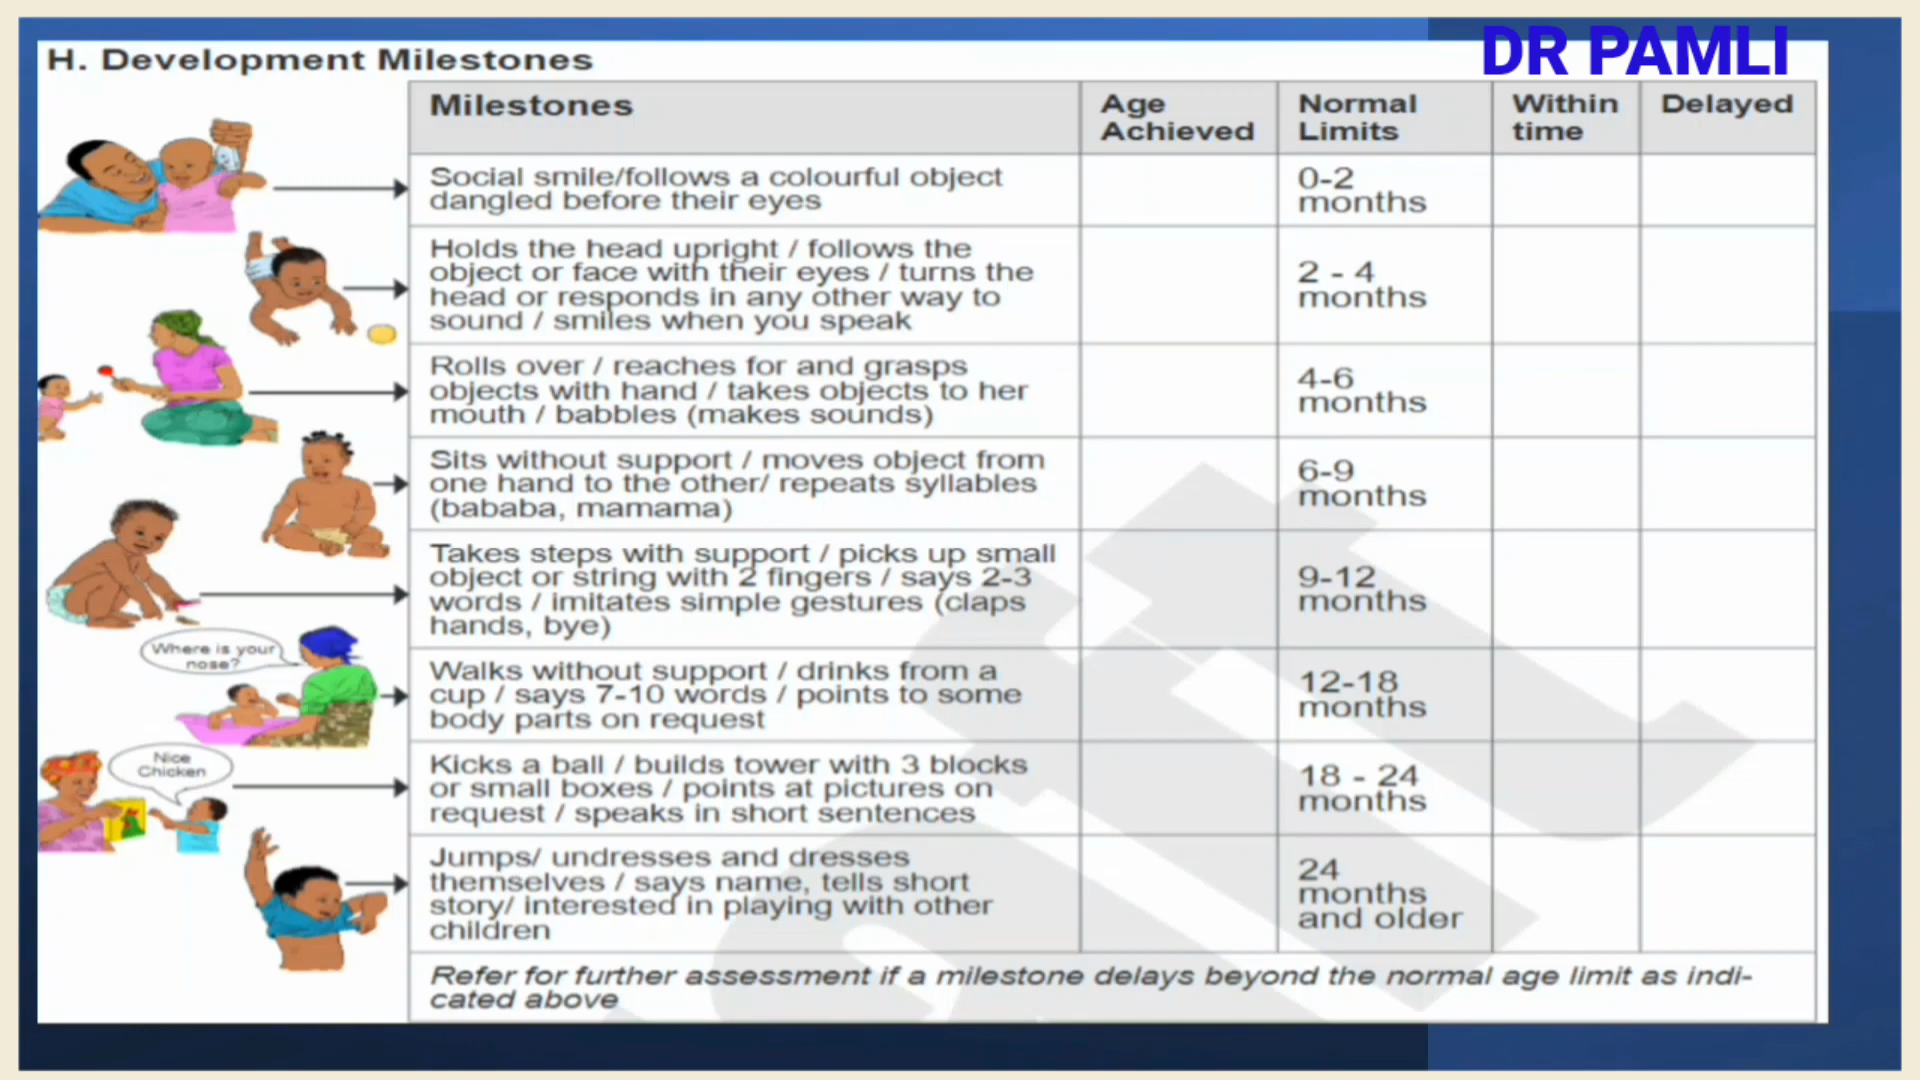 DR PAMLI
H. Development Milestones
Milestones
Age
Achieved
Normal
Limits
Within
time
Delayed
Social smile/follows a colourful object
dangled before their eyes
0-2
months
Holds the head upright / follows the
object or face with their eyes / turns the
head or responds in any other way to
sound / smiles when you speak
2 - 4
months
Rolls over / reaches for and grasps
objects with hand / takes objects to her
mouth / babbles (makes sounds)
4-6
months
Sits without support / moves object from
one hand to the other/ repeats syllables
(bababa, mamama)
6-9
months
Takes steps with support / picks up small
object or string with 2 fingers / says 2-3
words / imitates simple gestures (claps
hands, bye)
9-12
months
Where is your
nose?
Walks without support / drinks from a
cup / says 7-10 words / points to some
body parts on request
12-18
months
Nice
Chicken
Kicks a ball / builds tower with 3 blocks
or small boxes / points at pictures on
request / speaks in short sentences
18 - 24
months
Jumps/ undresses and dresses
themselves / says name, tells short
story/ interested in playing with other
children
24
months
and older
Refer for further assessment if a milestone delays beyond the normal age limit as indi-
cated above